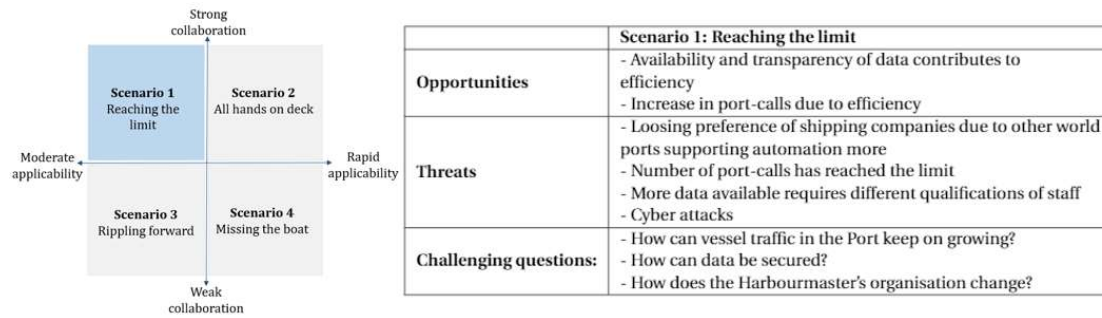 Strong
collaboration
Scenario 1
Reaching the
limit
Scenario 2
All hands on deck
Moderate
applicability
Rapid
applicability
Scenario 3
Rippling forward
Scenario 4
Missing the boat
Weak
collaboration
Scenario 1: Reaching the limit
Opportunities
- Availability and transparency of data contributes to
efficiency
- Increase in port-calls due to efficiency
Threats
- Loosing preference of shipping companies due to other world
ports supporting automation more
- Number of port-calls has reached the limit
- More data available requires different qualifications of staff
- Cyber attacks
Challenging questions:
- How can vessel traffic in the Port keep on growing?
- How can data be secured?
- How does the Harbourmaster's organisation change?